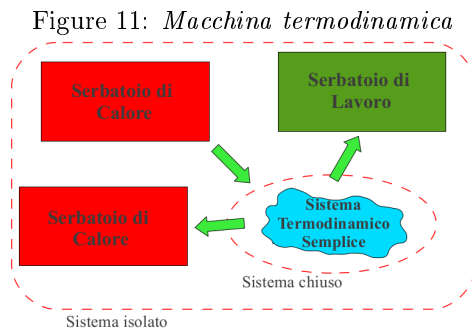 Figure 11: Macchina termodinamica
Serbatoio di
Calore
Serbatoio di
Lavoro
Serbatoio di
Calore
Sistema
Termodinamico
Semplice
Sistema chiuso
Sistema isolato